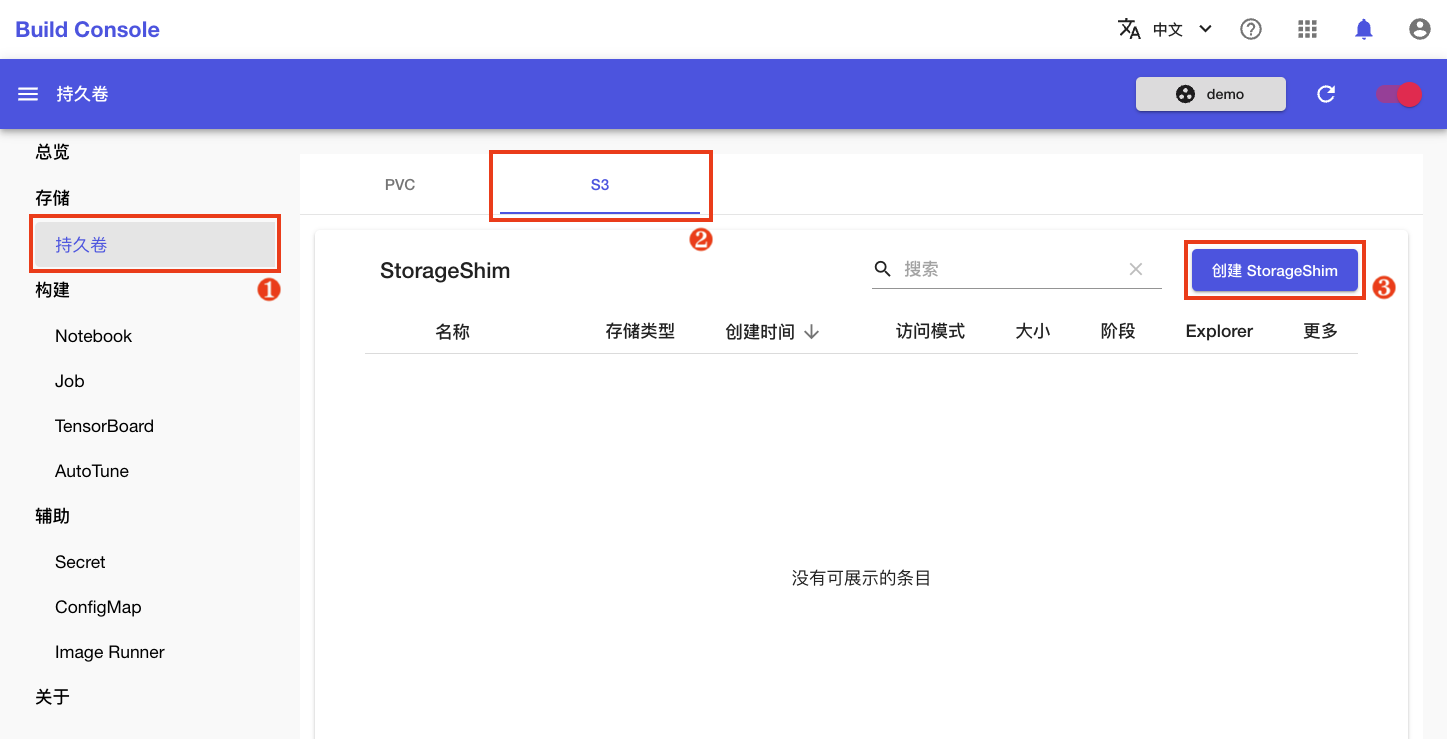 Build Console
中文
持久卷
demo
总览
存储
持久卷
1
构建
Notebook
Job
TensorBoard
AutoTune
辅助
Secret
ConfigMap
Image Runner
关于
PVC
S3
2
StorageShim
搜索
创建 StorageShim
3
名称 存储类型 创建时间 访问模式 大小 阶段 Explorer 更多
没有可展示的条目